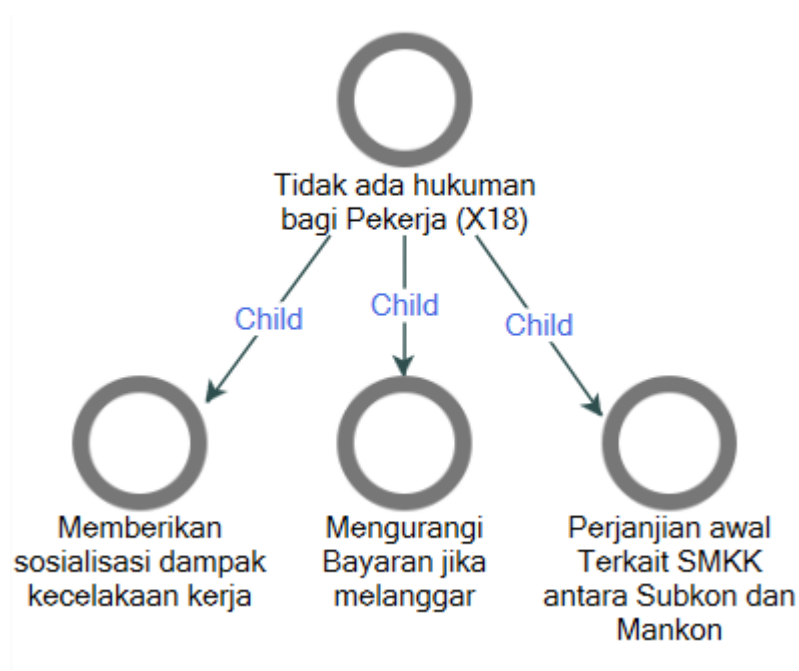 Tidak ada hukuman
bagi Pekerja (X18)
Child
Child
Child
Memberikan
sosialisasi dampak
kecelakaan kerja
Mengurangi
Bayaran jika
melanggar
Perjanjian awal
Terkait SMKK
antara Subkon dan
Mankon